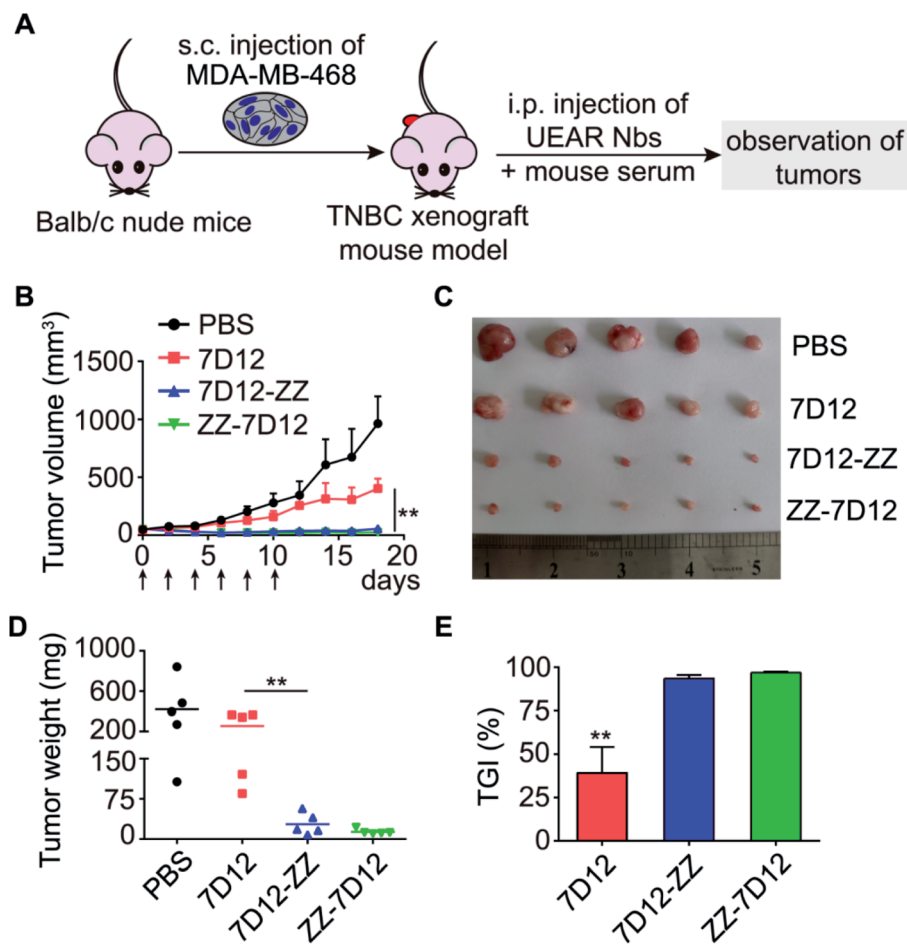 A
s.c. injection of
MDA-MB-468
i.p. injection of
UEAR Nbs
+ mouse serum
observation of
tumors
Balb/c nude mice
TNBC xenograft
mouse model
B
Tumor volume (mm³)
PBS
7D12
7D12-ZZ
ZZ-7D12
1500
1000
500
0
**
0
5
10
15
20
days
C
PBS
7D12
7D12-ZZ
ZZ-7D12
1 2 3 4 5
D
Tumor weight (mg)
1000
600
200
150
75
0
**
PBS
7D12
7D12-ZZ
ZZ-7D12
E
TGI (%)
100
75
50
25
0
**
7D12
7D12-ZZ
ZZ-7D12